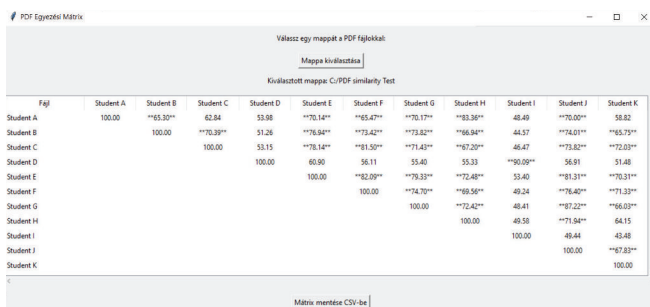 PDF Egyezési Mátrix
Válassz egy mappát a PDF fájlokkal:
Mappa kiválasztása
Kiválasztott mappa: C:/PDF similarity Test
Fájl Student A Student B Student C Student D Student E Student F Student G Student H Student I Student J Student K
Student A 100.00 **65.30** 62.84 53.98 **70.14** **65.47** **70.17** **83.36** 48.49 **70.00** 58.82
Student B 100.00 **70.39** 51.26 **76.94** **73.42** **73.82** **66.94** 44.57 **74.01** **65.75**
Student C 100.00 53.15 **78.14** **81.50** **71.43** **67.20** 46.47 **73.82** **72.03**
Student D 100.00 60.90 56.11 55.40 55.33 **90.09** 56.91 51.48
Student E 100.00 **82.09** **79.33** **72.48** 53.40 **81.31** **70.31**
Student F 100.00 **74.70** **69.56** 49.24 **76.40** **71.33**
Student G 100.00 **72.42** 48.41 **87.22** **66.03**
Student H 100.00 49.58 **71.94** 64.15
Student I 100.00 49.44 43.48
Student J 100.00 **67.83**
Student K 100.00
Mátrix mentése CSV-be